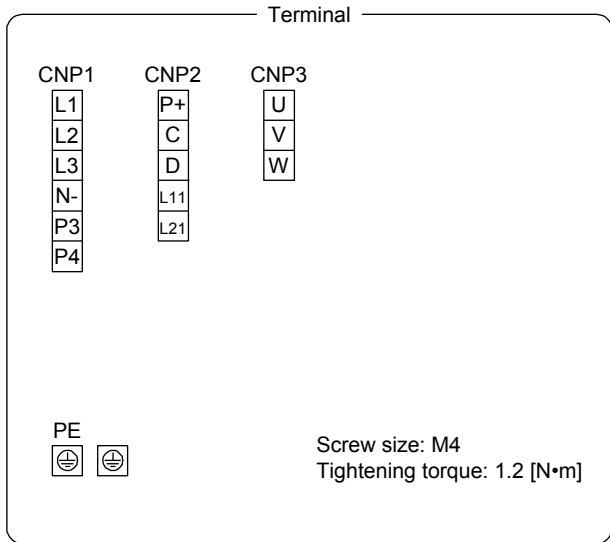 Terminal
CNP1
L1
L2
L3
N-
P3
P4
CNP2
P+
C
D
L11
L21
CNP3
U
V
W
PE
Screw size: M4
Tightening torque: 1.2 [N•m]